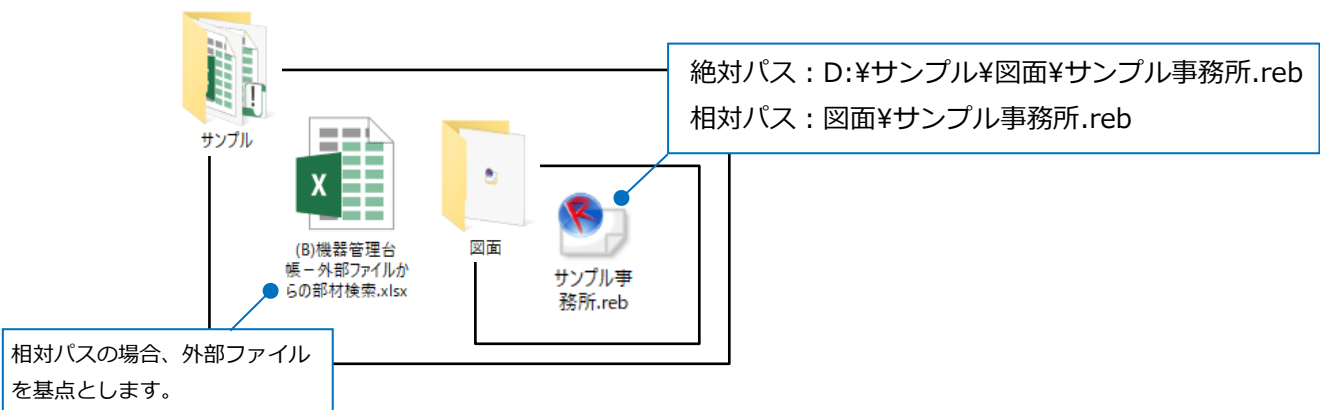 絶対パス：D:¥サンプル¥図面¥サンプル事務所.reb
相対パス：図面¥サンプル事務所.reb
サンプル
(B)機器管理台
帳－外部ファイルか
らの部材検索.xlsx
図面
サンプル事
務所.reb
相対パスの場合、外部ファイル
を基点とします。